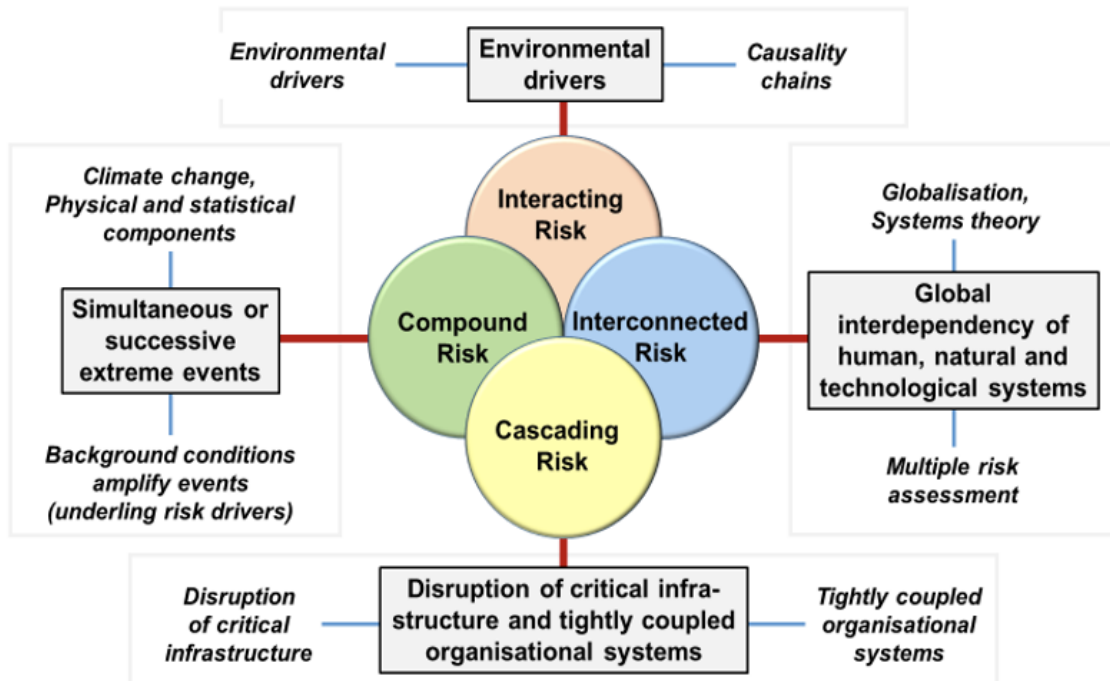 Environmental
drivers
Environmental
drivers
Causality
chains
Climate change,
Physical and statistical
components
Interacting
Risk
Globalisation,
Systems theory
Simultaneous or
successive
extreme events
Compound
Risk
Interconnected
Risk
Global
interdependency of
human, natural and
technological systems
Background conditions
amplify events
(underling risk drivers)
Cascading
Risk
Multiple risk
assessment
Disruption
of critical
infrastructure
Disruption of critical infra-
structure and tightly coupled
organisational systems
Tightly coupled
organisational
systems